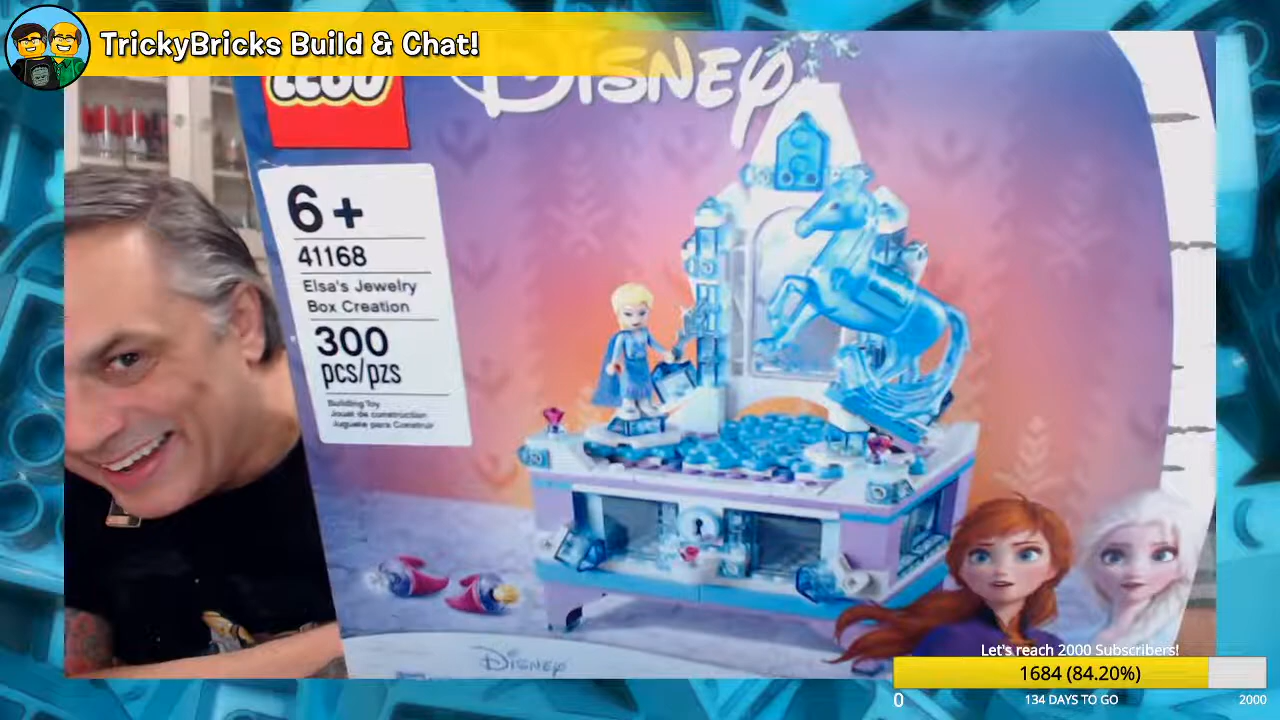 TrickyBricks Build & Chat!
LEGO
DISNEY
6+
41168
Elsa's Jewelry
Box Creation
300
pcs/pzs
Building Toy
Jouet de construction
Juguete para Construir
DISNEY
Let's reach 2000 Subscribers!
1684 (84.20%)
0
134 DAYS TO GO
2000